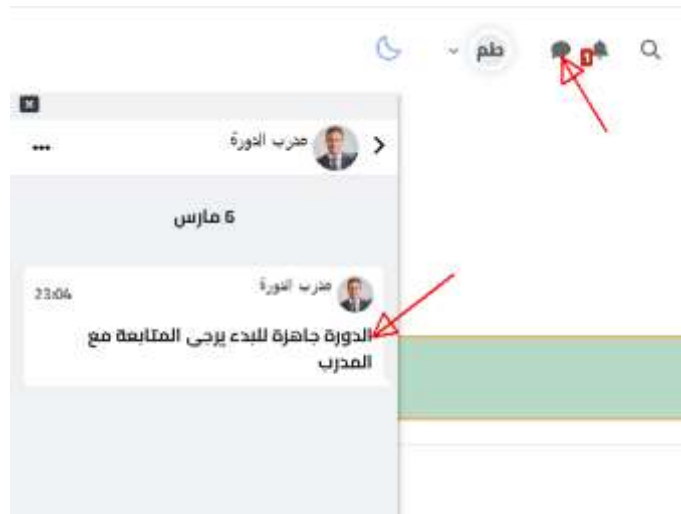 طم
1
مدرب الدورة
6 مارس
مدرب الدورة
23:04
الدورة جاهزة للبدء يرجى المتابعة مع
المدرب